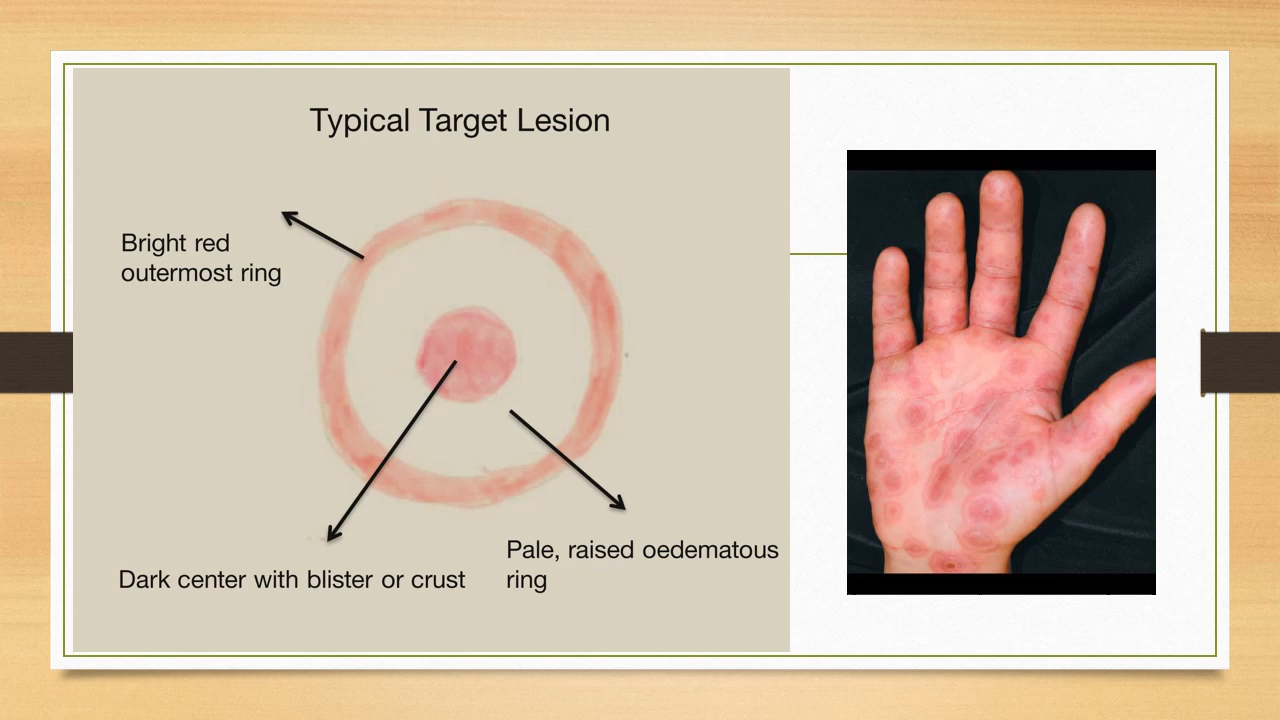 Typical Target Lesion
Bright red
outermost ring
Dark center with blister or crust
Pale, raised oedematous
ring